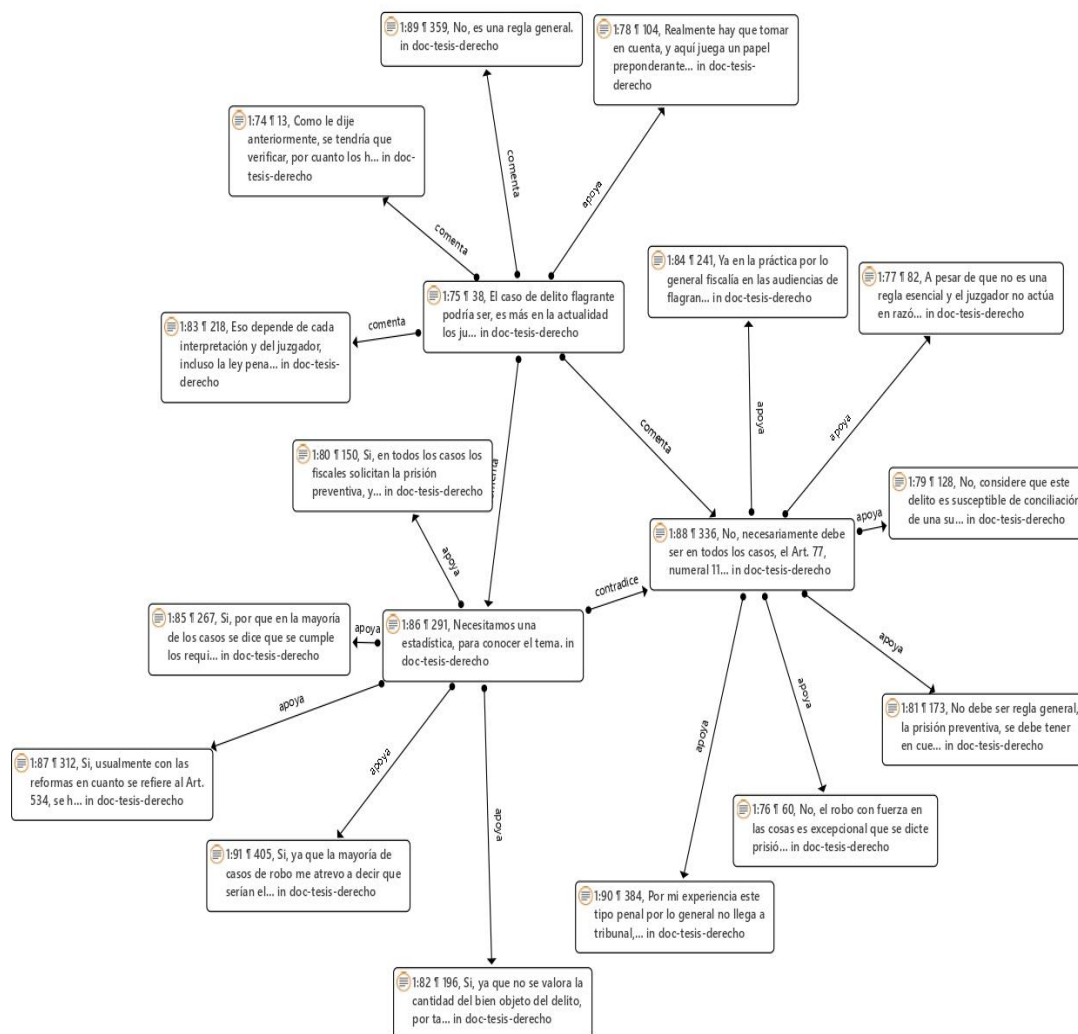 1:89 ¶ 359, No, es una regla general.
in doc-tesis-derecho
1:78 ¶ 104, Realmente hay que tomar
en cuenta, y aquí juega un papel
preponderante... in doc-tesis-
derecho
1:74 ¶ 13, Como le dije
anteriormente, se tendría que
verificar, por cuanto los h... in doc-
tesis-derecho
comenta
apoya
comenta
1:84 ¶ 241, Ya en la práctica por lo
general fiscalía en las audiencias de
flagran... in doc-tesis-derecho
1:77 ¶ 82, A pesar de que no es una
regla esencial y el juzgador no actúa
en razó... in doc-tesis-derecho
1:75 ¶ 38, El caso de delito flagrante
podría ser, es más en la actualidad
los ju... in doc-tesis-derecho
1:83 ¶ 218, Eso depende de cada
interpretación y del juzgador,
incluso la ley pena... in doc-tesis-
derecho
comenta
apoya
apoya
comenta
1:80 ¶ 150, Si, en todos los casos los
fiscales solicitan la prisión
preventiva, y... in doc-tesis-derecho
1:79 ¶ 128, No, considere que este
delito es susceptible de conciliación
de una su... in doc-tesis-derecho
apoya
1:88 ¶ 336, No, necesariamente debe
ser en todos los casos, el Art. 77,
numeral 11... in doc-tesis-derecho
apoya
contradice
1:85 ¶ 267, Si, por que en la mayoría
de los casos se dice que se cumple
los requi... in doc-tesis-derecho
apoya
1:86 ¶ 291, Necesitamos una
estadística, para conocer el tema. in
doc-tesis-derecho
apoya
apoya
apoya
1:81 ¶ 173, No debe ser regla general,
la prisión preventiva, se debe tener
en cue... in doc-tesis-derecho
apoya
1:87 ¶ 312, Si, usualmente con las
reformas en cuanto se refiere al Art.
534, se h... in doc-tesis-derecho
apoya
apoya
1:76 ¶ 60, No, el robo con fuerza en
las cosas es excepcional que se dicte
prisió... in doc-tesis-derecho
1:91 ¶ 405, Si, ya que la mayoría de
casos de robo me atrevo a decir que
serían el... in doc-tesis-derecho
1:90 ¶ 384, Por mi experiencia este
tipo penal por lo general no llega a
tribunal,... in doc-tesis-derecho
1:82 ¶ 196, Si, ya que no se valora la
cantidad del bien objeto del delito,
por ta... in doc-tesis-derecho